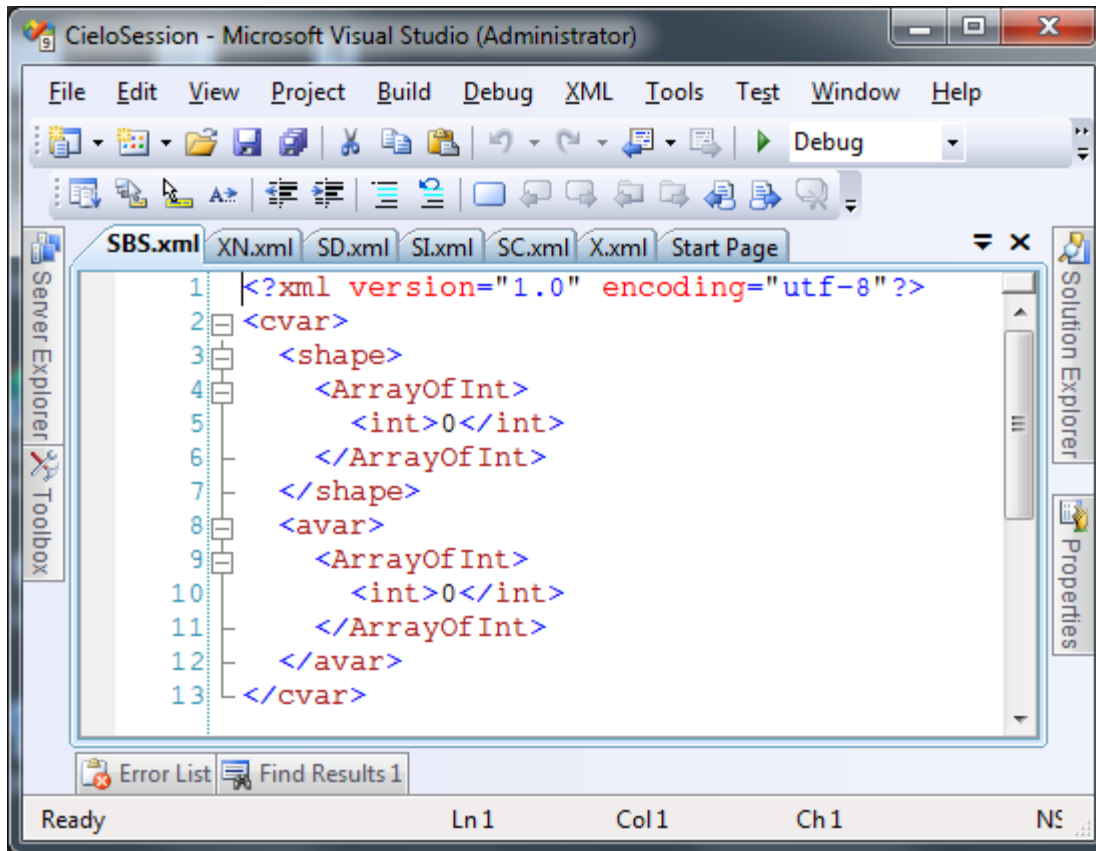 CieloSession - Microsoft Visual Studio (Administrator)
File Edit View Project Build Debug XML Tools Test Window Help
Debug
SBS.xml XN.xml SD.xml SI.xml SC.xml X.xml Start Page
Server Explorer
Toolbox
1 <?xml version="1.0" encoding="utf-8"?>
2 <cvar>
3 <shape>
4 <ArrayOfInt>
5 <int>0</int>
6 </ArrayOfInt>
7 </shape>
8 <avar>
9 <ArrayOfInt>
10 <int>0</int>
11 </ArrayOfInt>
12 </avar>
13 </cvar>
Solution Explorer
Properties
Error List Find Results 1
Ready Ln 1 Col 1 Ch 1